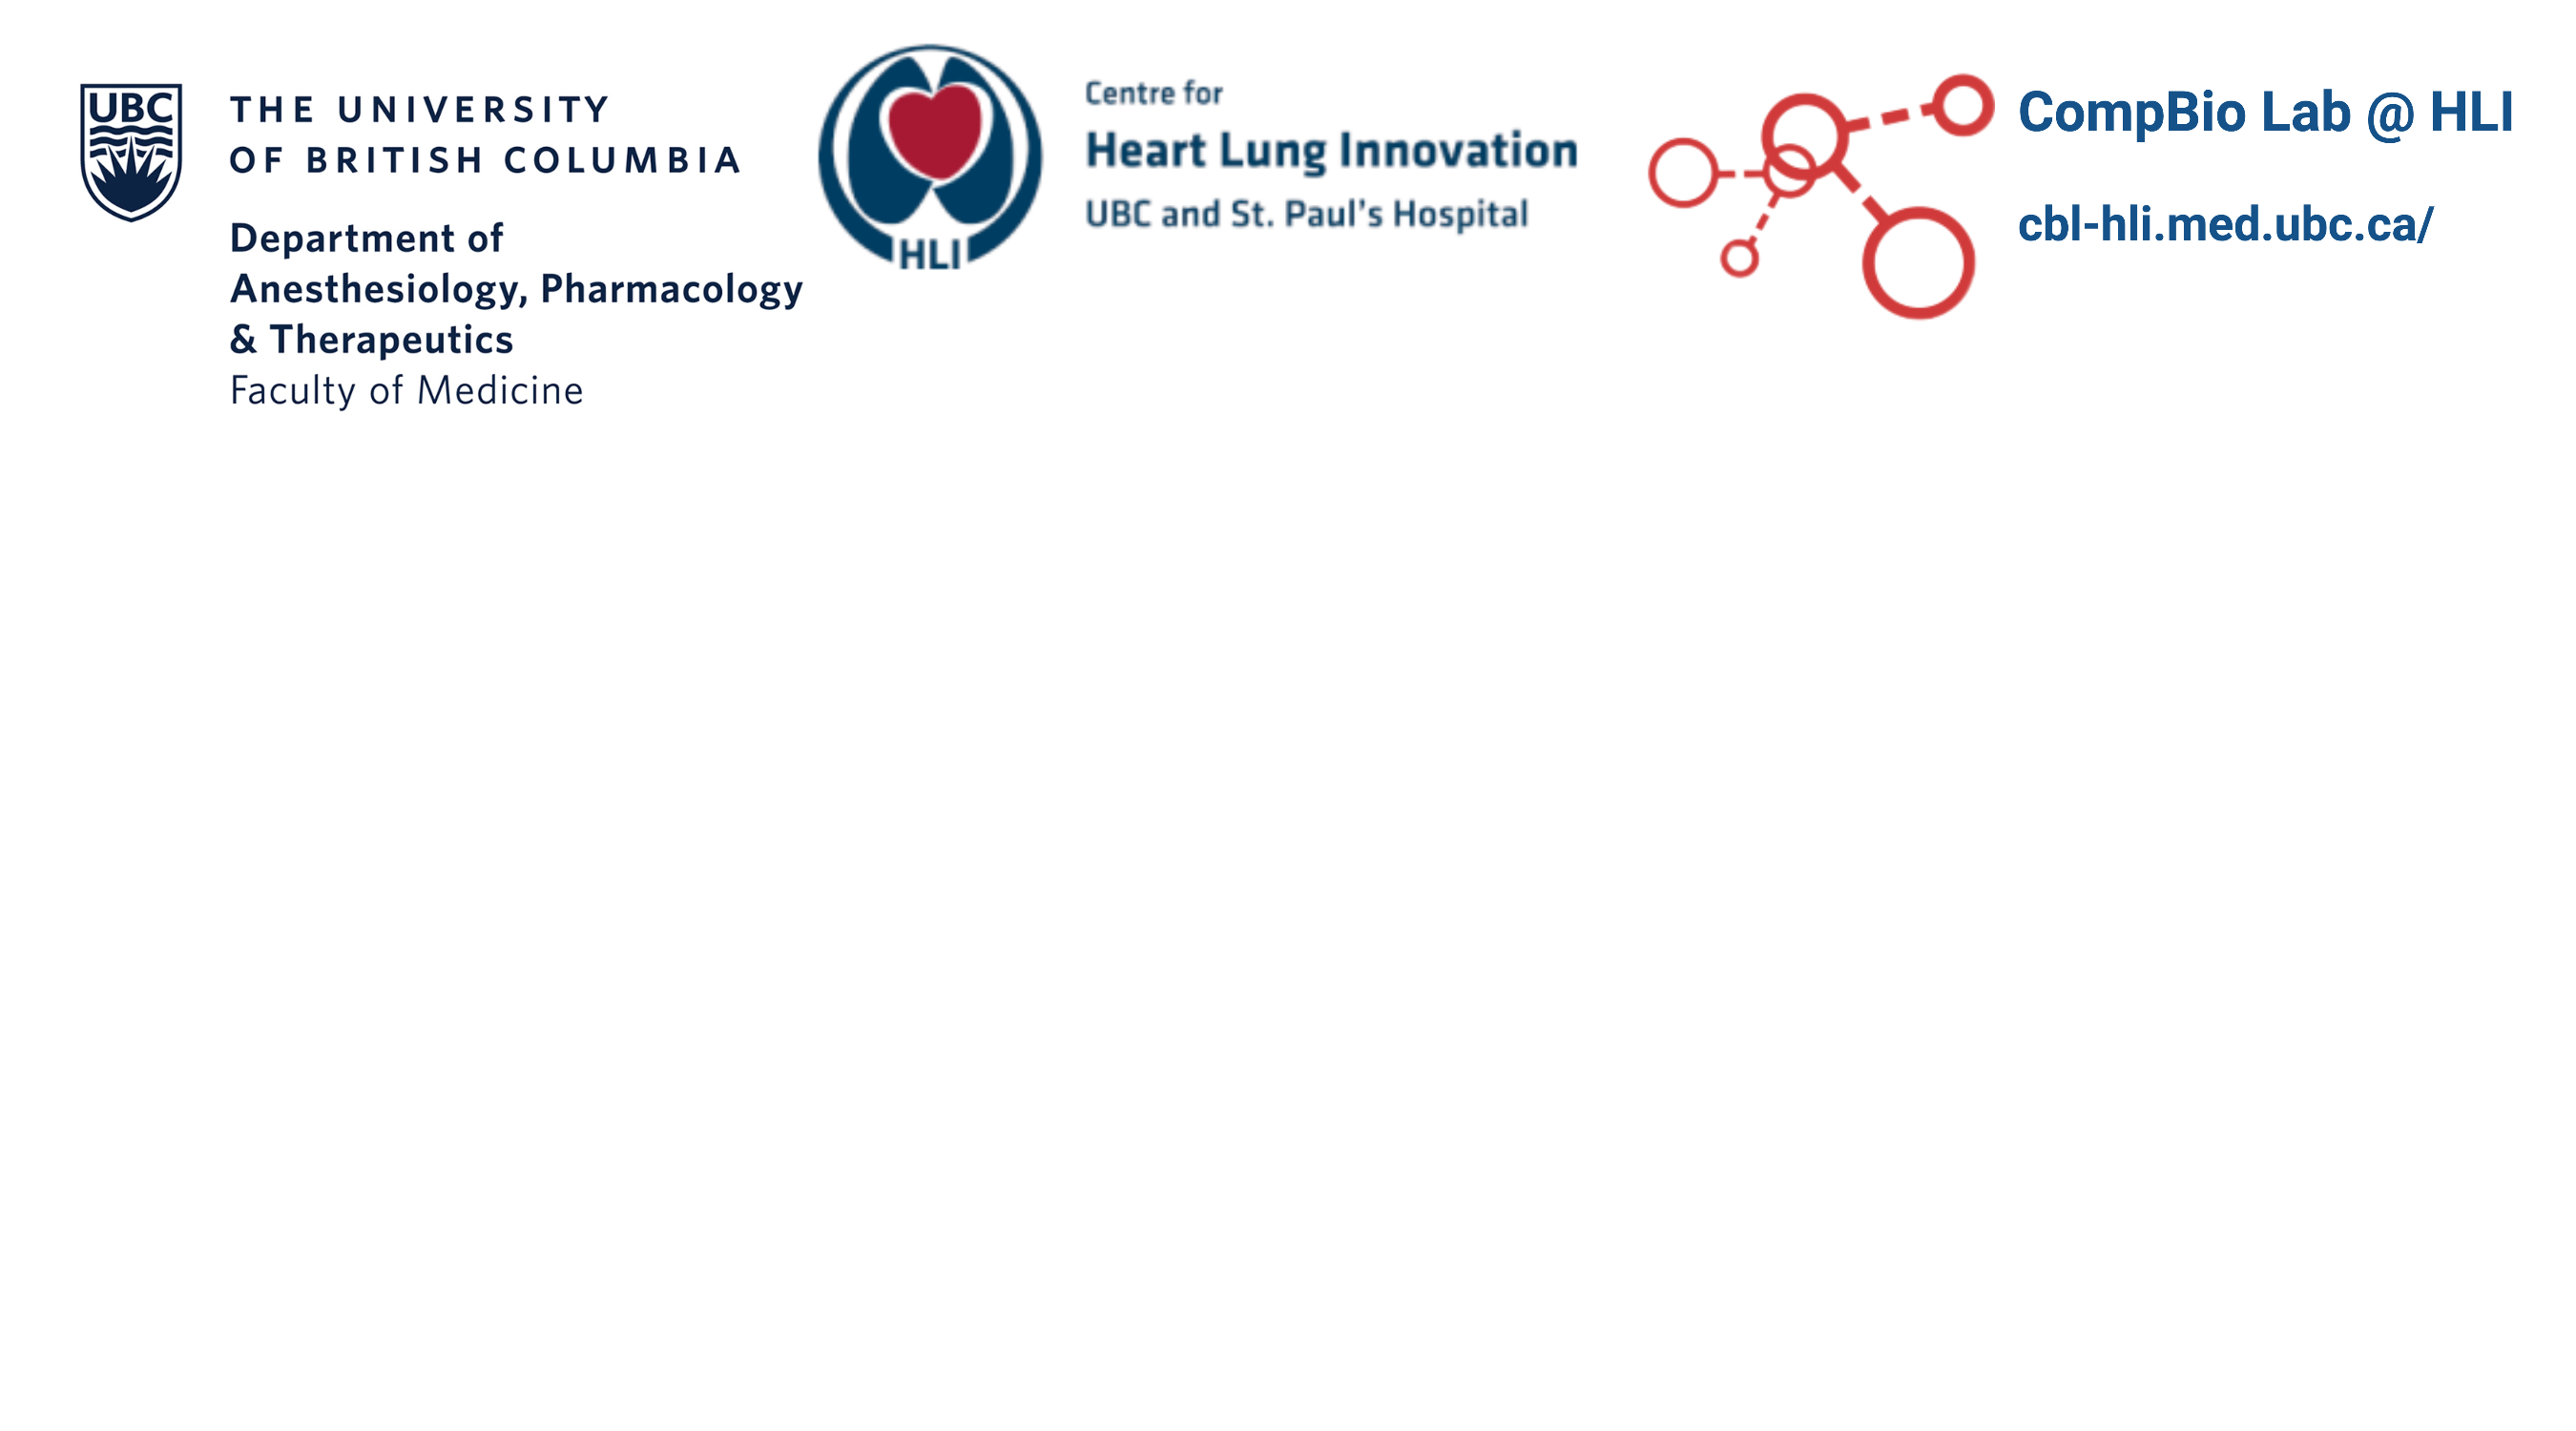 UBC
THE UNIVERSITY
OF BRITISH COLUMBIA
Department of
Anesthesiology, Pharmacology
& Therapeutics
Faculty of Medicine
HLI
Centre for
Heart Lung Innovation
UBC and St. Paul's Hospital
CompBio Lab @ HLI
cbl-hli.med.ubc.ca/